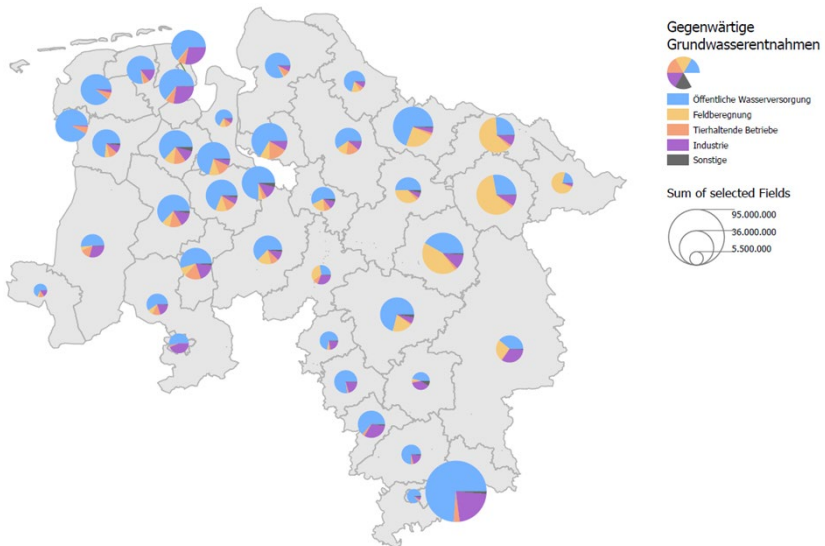 Gegenwärtige
Grundwasserentnahmen
Öffentliche Wasserversorgung
Feldberegnung
Tierhaltende Betriebe
Industrie
Sonstige
Sum of selected Fields
95.000.000
36.000.000
5.500.000